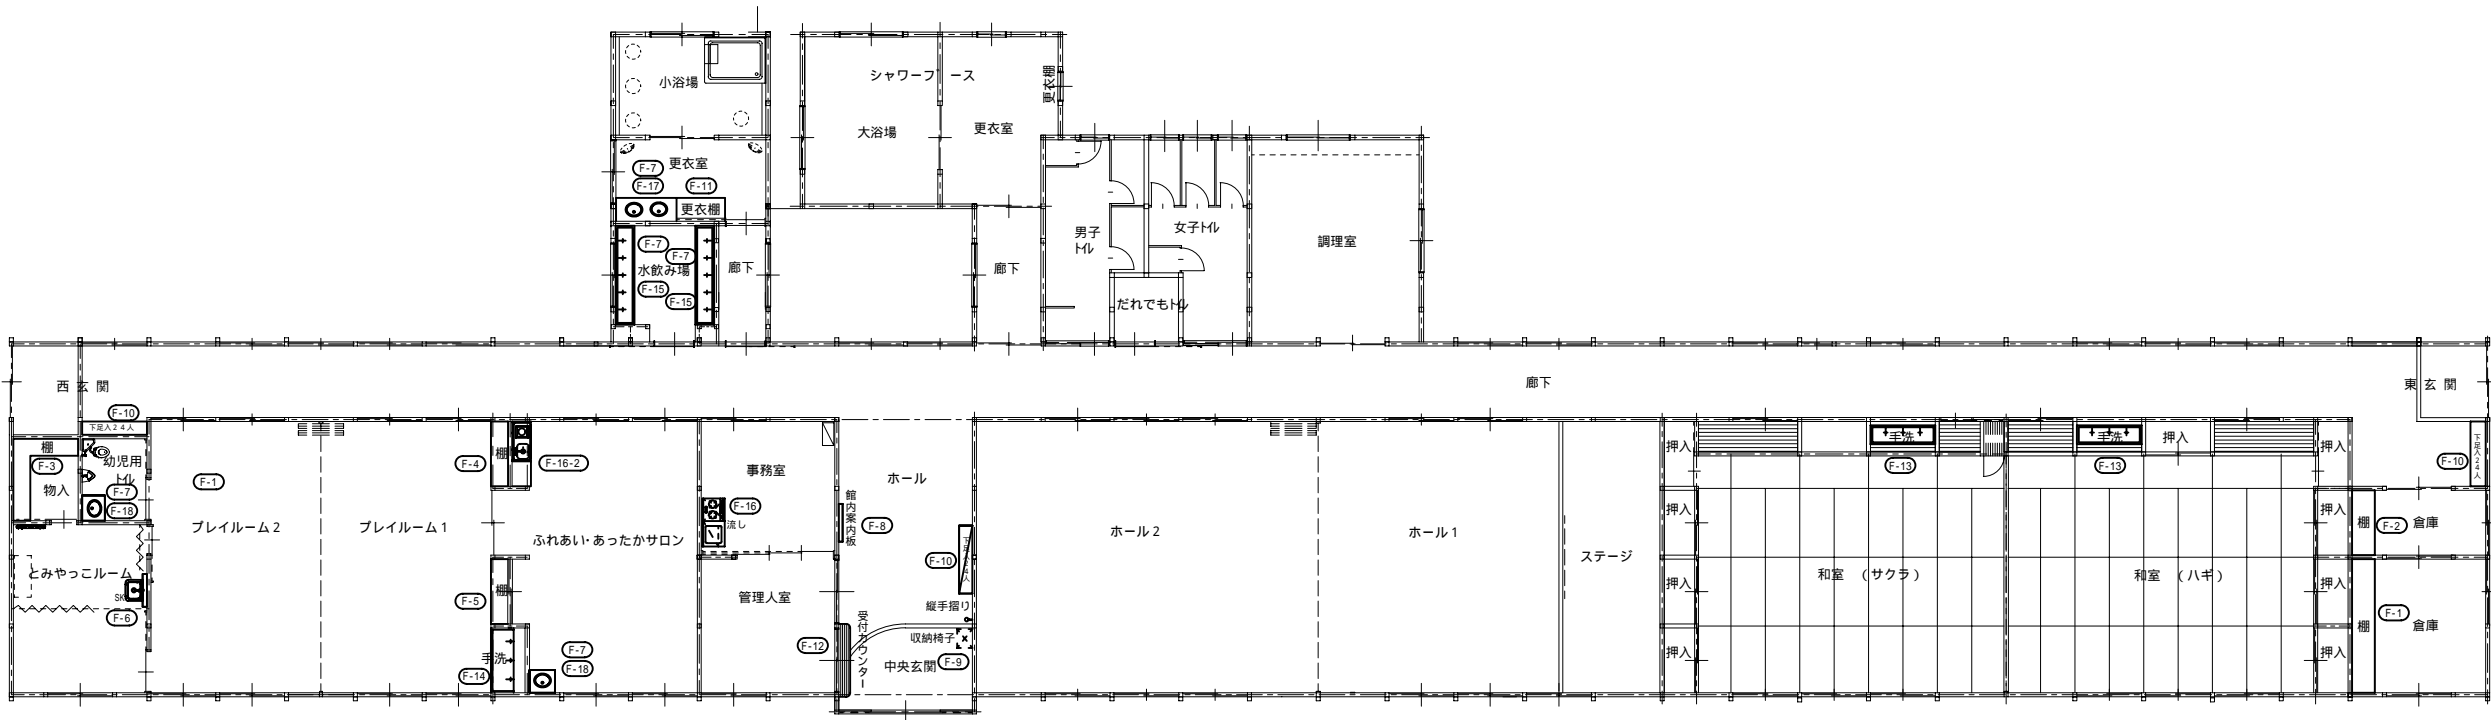 小浴場
シャワーブース
更衣棚
大浴場
更衣室
更衣室
F-7
F-17
F-11
更衣棚
F-7
F-7
水飲み場
F-15
F-15
廊下
廊下
男子
トイレ
女子トイレ
だれでもトイレ
調理室
西玄関
廊下
東玄関
F-10
下足入24人
棚
F-3
物入
幼児用
トイレ
F-7
F-18
F-1
プレイルーム2
プレイルーム1
とみやっこルーム
SK
F-6
F-4
棚
F-16-2
ふれあい・あったかサロン
F-5
棚
手洗
F-14
F-7
F-18
事務室
F-16
流し
管理人室
F-12
ホール
館内案内板
F-8
F-10
下足入24人
縦手摺り
収納椅子
受付カウンター
中央玄関
F-9
ホール2
ホール1
ステージ
押入
押入
押入
押入
手洗
F-13
手洗
F-13
押入
和室 (サクラ)
和室 (ハギ)
押入
押入
押入
押入
F-10
下足入24人
棚
F-2
倉庫
棚
F-1
倉庫